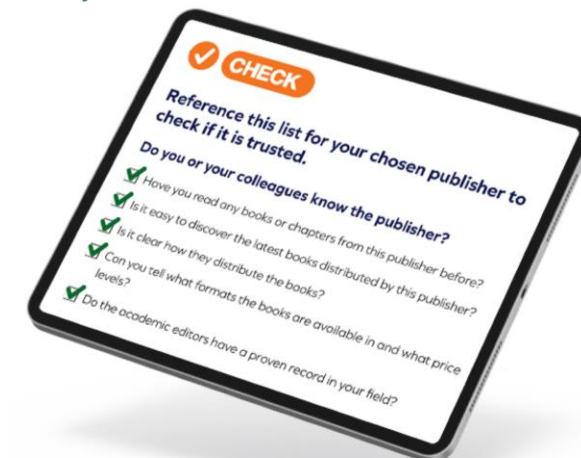 CHECK
Reference this list for your chosen publisher to
check if it is trusted.
Do you or your colleagues know the publisher?
Have you read any books or chapters from this publisher before?
Is it easy to discover the latest books distributed by this publisher?
Is it clear how they distribute the books?
Can you tell what formats the books are available in and what price
levels?
Do the academic editors have a proven record in your field?